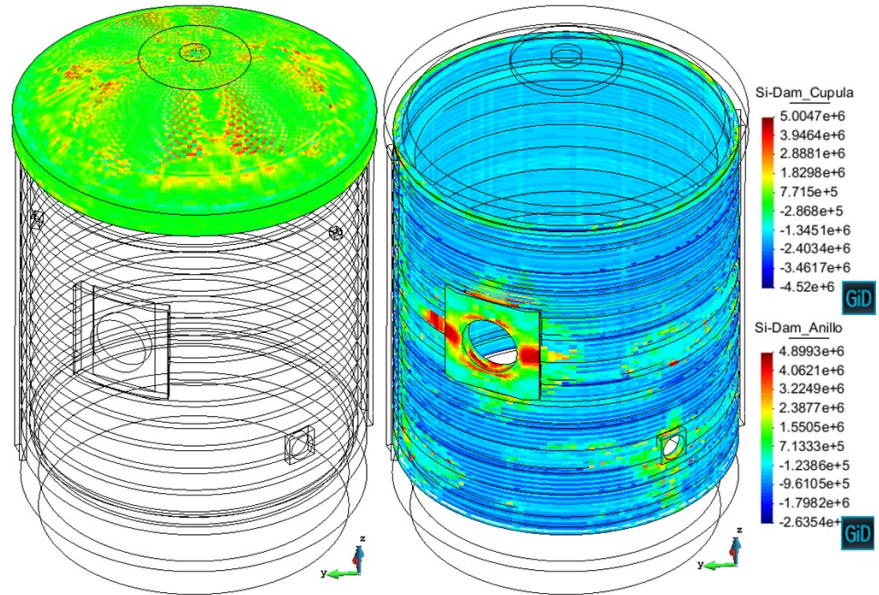 Si-Dam_Cupula
5.0047e+6
3.9464e+6
2.8881e+6
1.8298e+6
7.715e+5
-2.868e+5
-1.3451e+6
-2.4034e+6
-3.4617e+6
-4.52e+6
GiD
Si-Dam_Anillo
4.8993e+6
4.0621e+6
3.2249e+6
2.3877e+6
1.5505e+6
7.1333e+5
-1.2386e+5
-9.6105e+5
-1.7982e+6
-2.6354e+
GiD
z
y
z
y